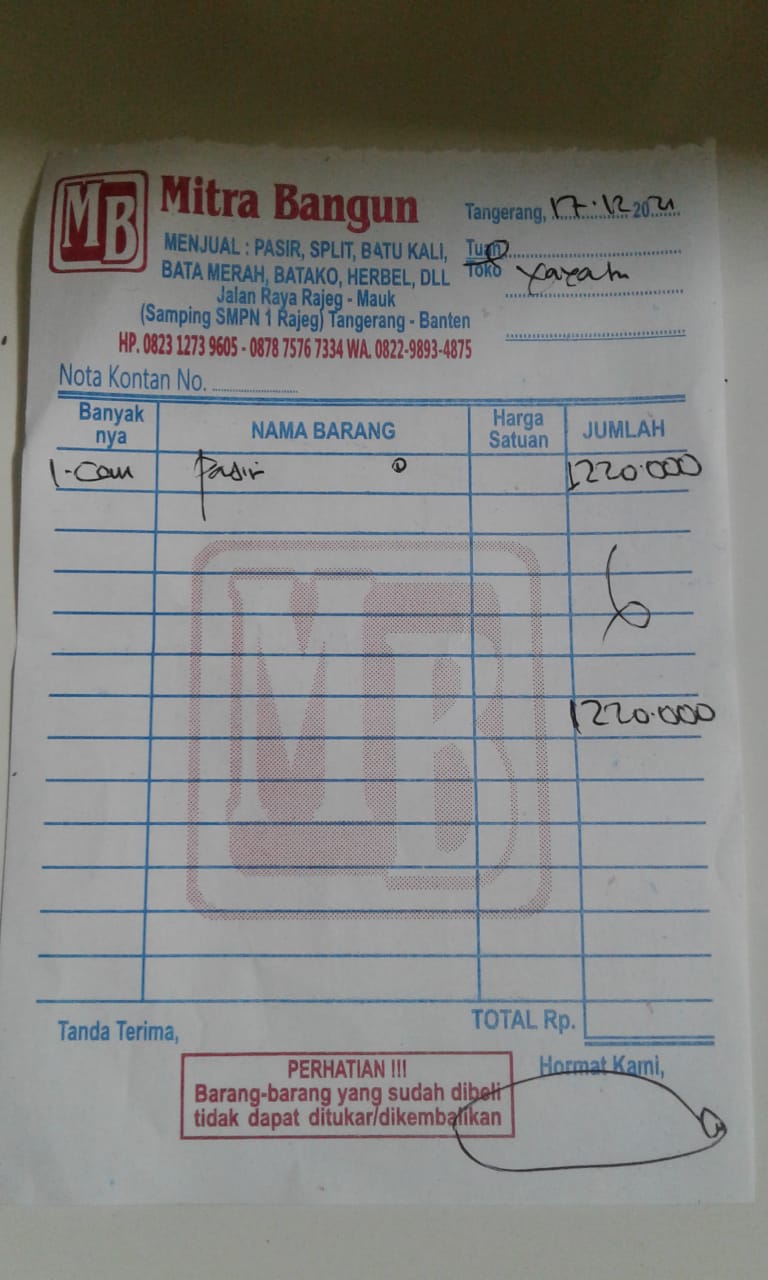 MB Mitra Bangun
MENJUAL : PASIR, SPLIT, BATU KALI,
BATA MERAH, BATAKO, HERBEL, DLL
Jalan Raya Rajeg - Mauk
(Samping SMPN 1 Rajeg) Tangerang - Banten
HP. 0823 1273 9605 - 0878 7576 7334 WA. 0822-9893-4875
Tangerang, 17.12.2021
Tuan
Toko
Nota Kontan No.
Banyak nya NAMA BARANG Harga Satuan JUMLAH
Pasir 1220.000
1220.000
MB
TOTAL Rp.
Tanda Terima,
Hormat Kami,
PERHATIAN !!!
Barang-barang yang sudah dibeli
tidak dapat ditukar/dikembalikan